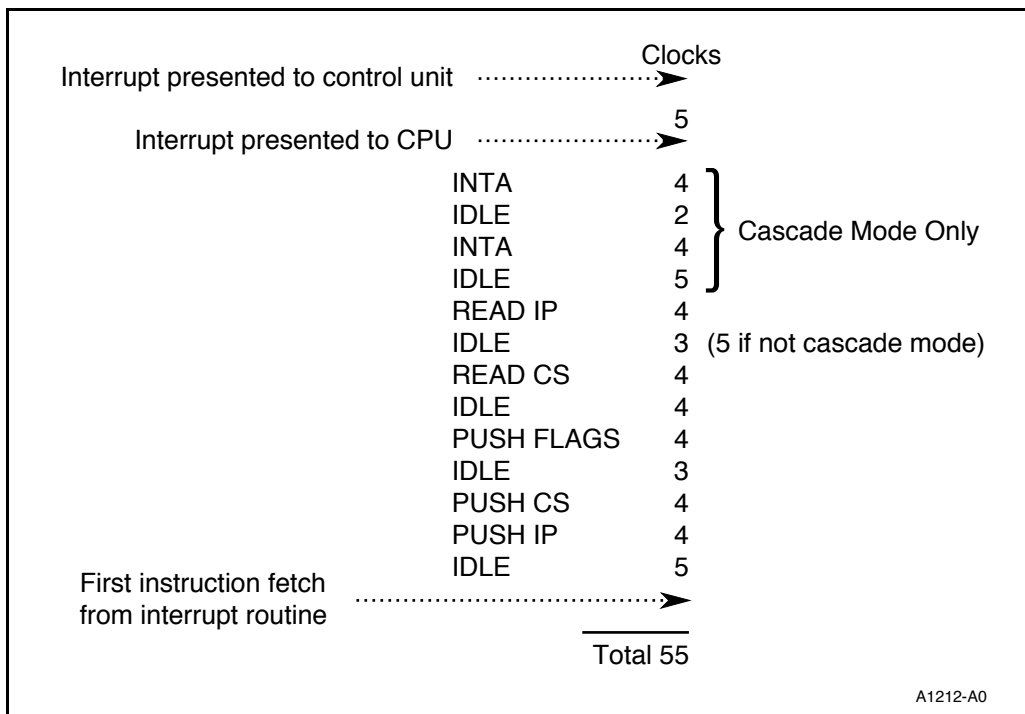 Clocks
Interrupt presented to control unit
5
Interrupt presented to CPU
INTA 4
IDLE 2
INTA 4
Cascade Mode Only
IDLE 5
READ IP 4
IDLE 3 (5 if not cascade mode)
READ CS 4
IDLE 4
PUSH FLAGS 4
IDLE 3
PUSH CS 4
PUSH IP 4
IDLE 5
First instruction fetch
from interrupt routine
Total 55
A1212-A0